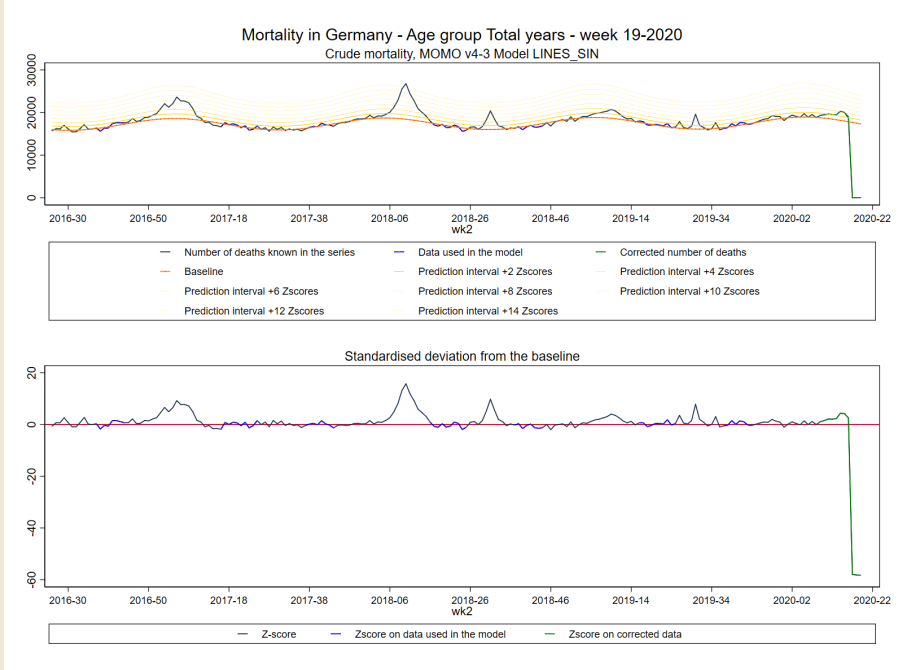 Mortality in Germany - Age group Total years - week 19-2020
Crude mortality, MOMO v4-3 Model LINES_SIN
30000
20000
10000
0
2016-30 2016-50 2017-18 2017-38 2018-06 2018-26 2018-46 2019-14 2019-34 2020-02 2020-22
wk2
Number of deaths known in the series Data used in the model Corrected number of deaths
Baseline Prediction interval +2 Zscores Prediction interval +4 Zscores
Prediction interval +6 Zscores Prediction interval +8 Zscores Prediction interval +10 Zscores
Prediction interval +12 Zscores Prediction interval +14 Zscores
Standardised deviation from the baseline
20
0
-20
-40
-60
2016-30 2016-50 2017-18 2017-38 2018-06 2018-26 2018-46 2019-14 2019-34 2020-02 2020-22
wk2
Z-score Zscore on data used in the model Zscore on corrected data